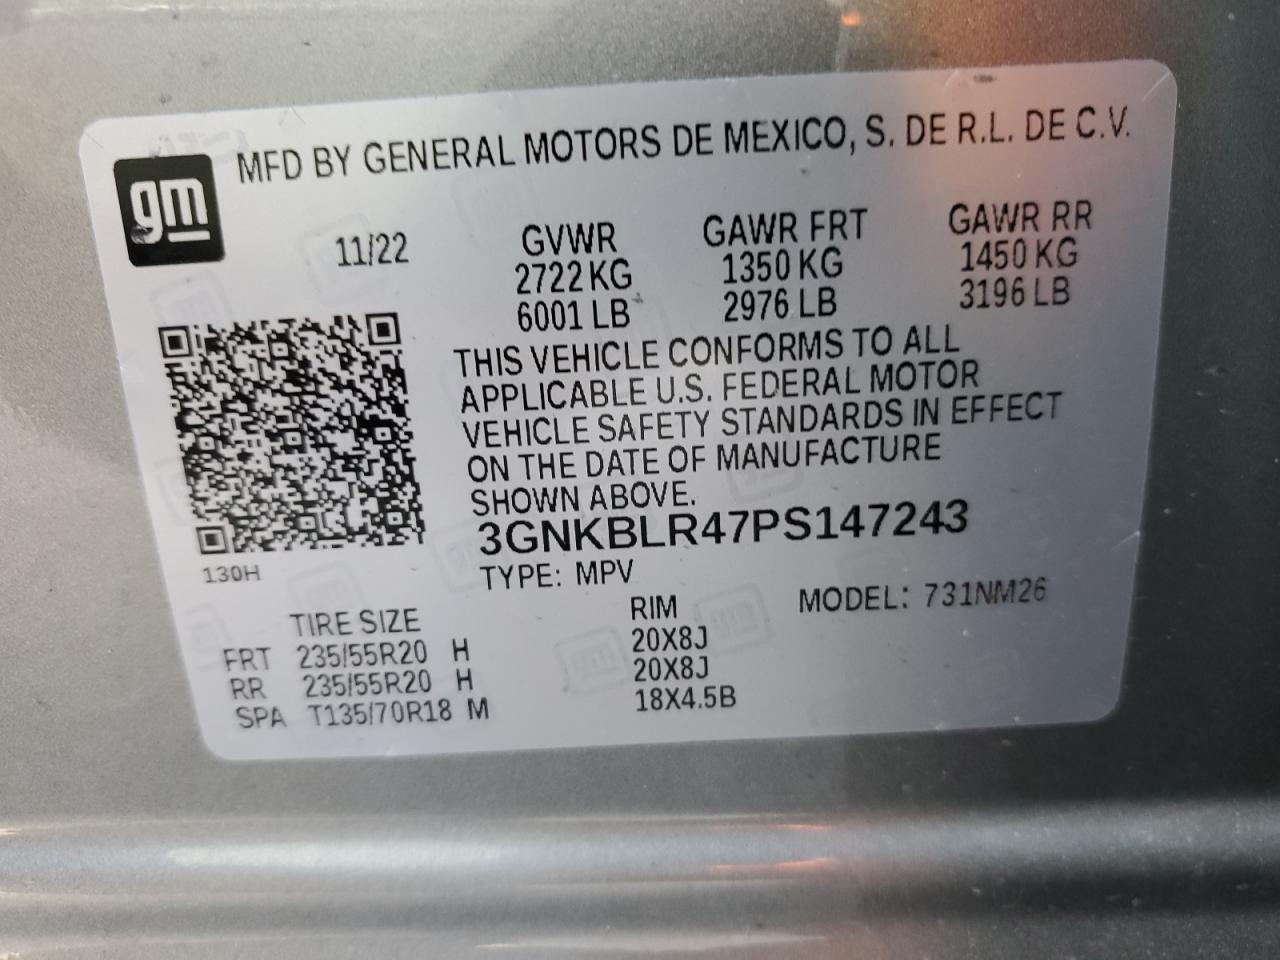 MFD BY GENERAL MOTORS DE MEXICO, S. DE R.L. DE C.V.
gm
11/22
GVWR
2722 KG
6001 LB
GAWR FRT
1350 KG
2976 LB
GAWR RR
1450 KG
3196 LB
THIS VEHICLE CONFORMS TO ALL
APPLICABLE U.S. FEDERAL MOTOR
VEHICLE SAFETY STANDARDS IN EFFECT
ON THE DATE OF MANUFACTURE
SHOWN ABOVE.
3GNKBLR47PS147243
130H
TYPE: MPV
MODEL: 731NM26
TIRE SIZE RIM
FRT 235/55R20 H 20X8J
RR 235/55R20 H 20X8J
SPA T135/70R18 M 18X4.5B